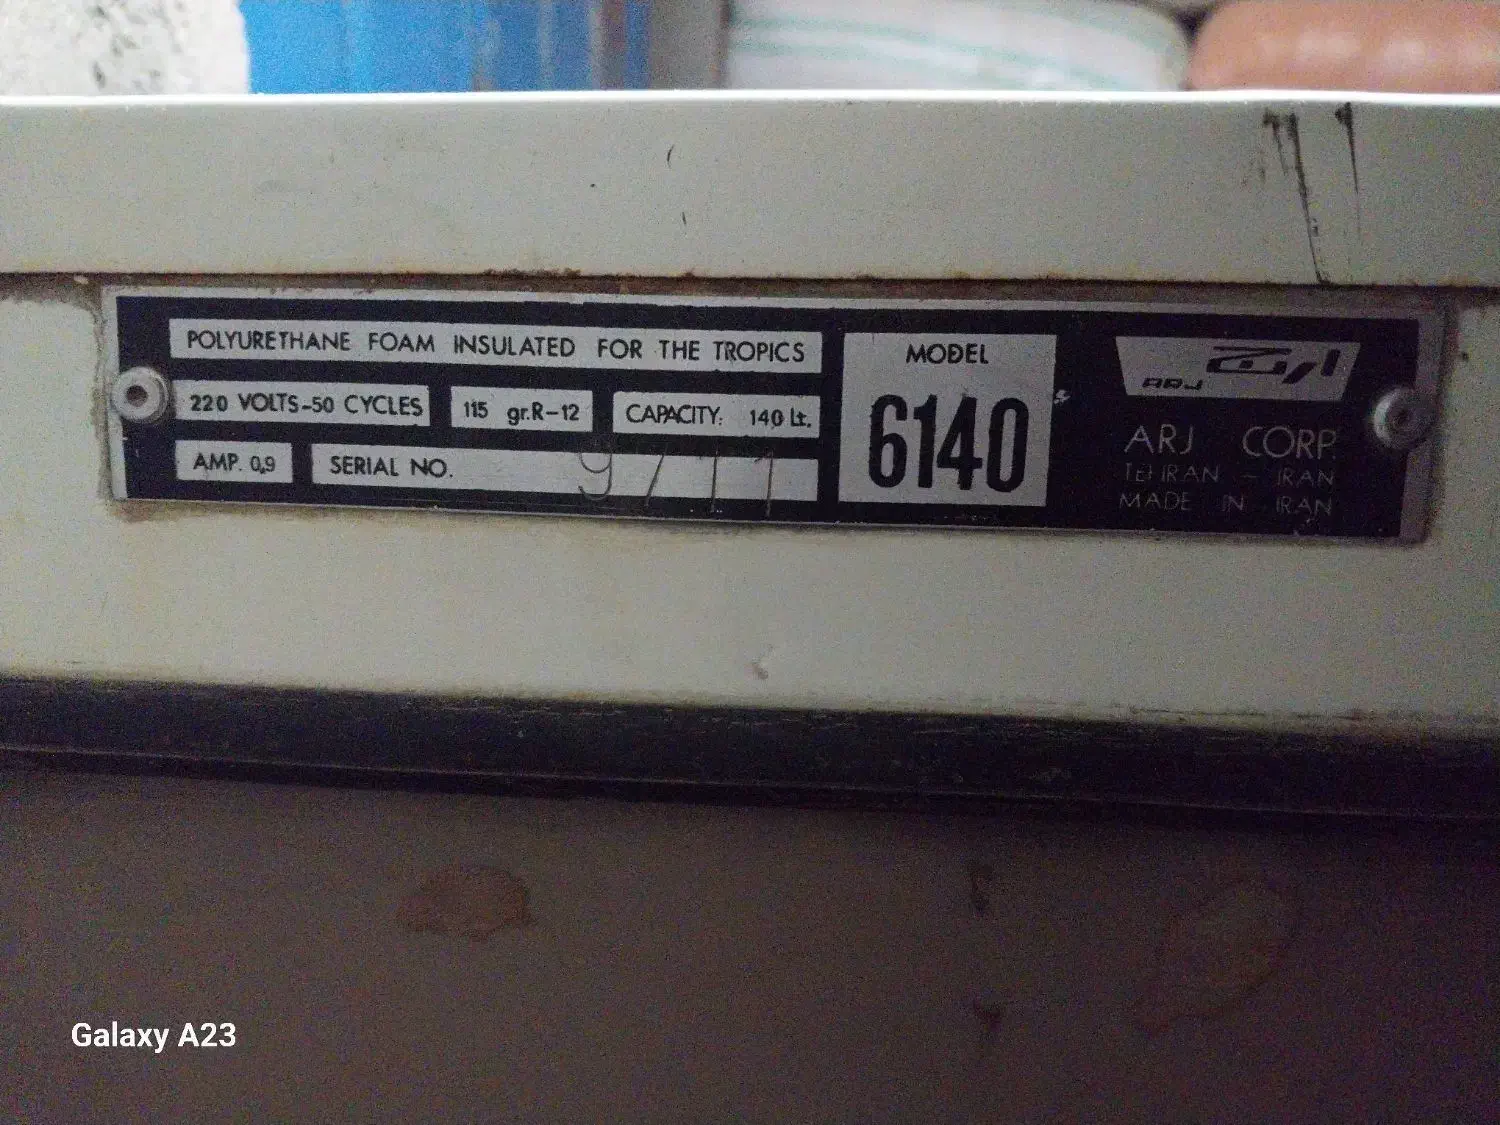 POLYURETHANE FOAM INSULATED FOR THE TROPICS
220 VOLTS-50 CYCLES
115 gr.R-12
CAPACITY: 140 Lt.
AMP. 0,9
SERIAL NO.
MODEL
6140
ارج
ARJ
ARJ CORP.
TEHRAN - IRAN
MADE IN IRAN
Galaxy A23